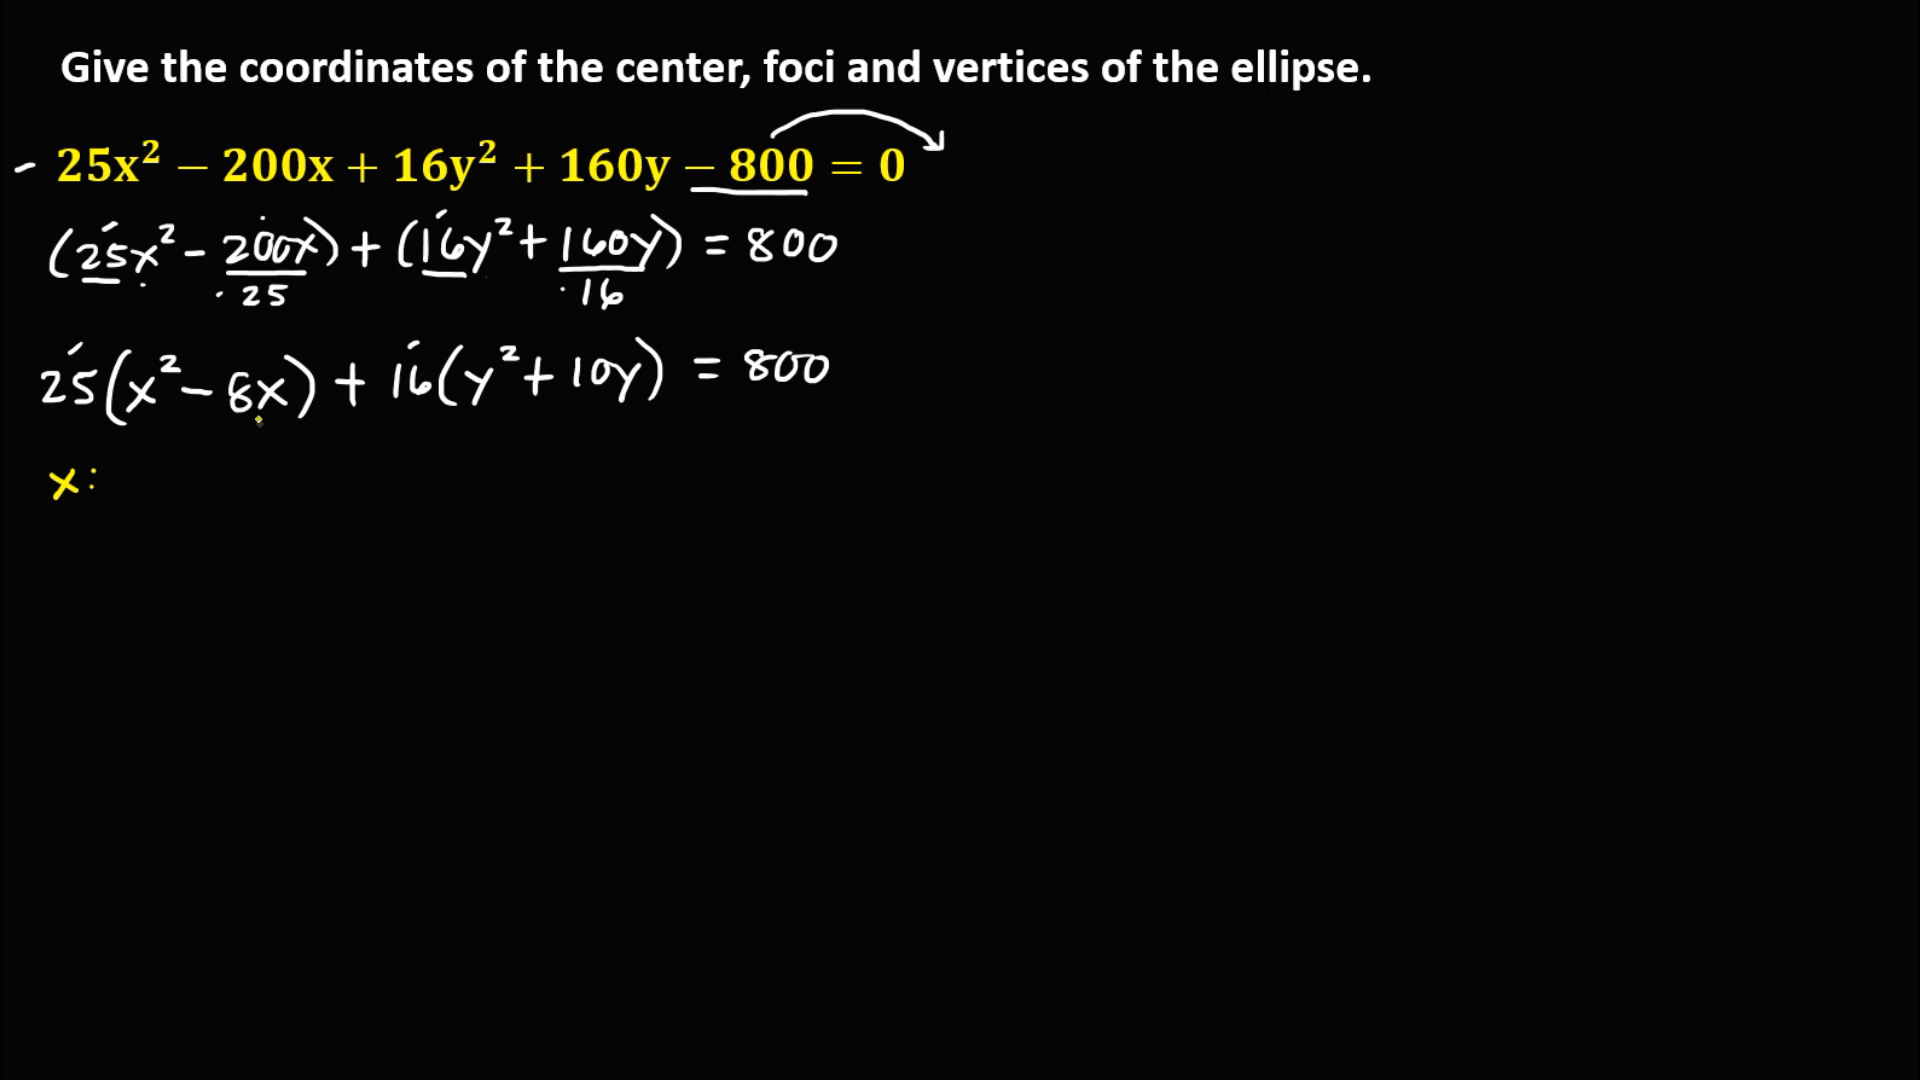 Give the coordinates of the center, foci and vertices of the ellipse.
- 25x² − 200x + 16y² + 160y − 800 = 0
(25x² - 200x) + (16y² + 160y) = 800
25 16
25(x² - 8x) + 16(y² + 10y) = 800
x: